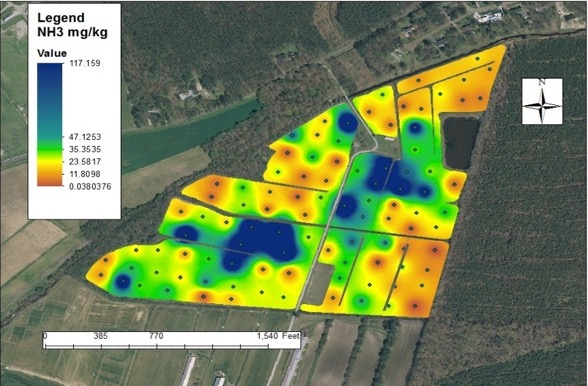 Legend
NH3 mg/kg
Value
117.159
47.1253
35.3535
23.5817
11.8098
0.0380376
N
0 385 770 1,540 Feet